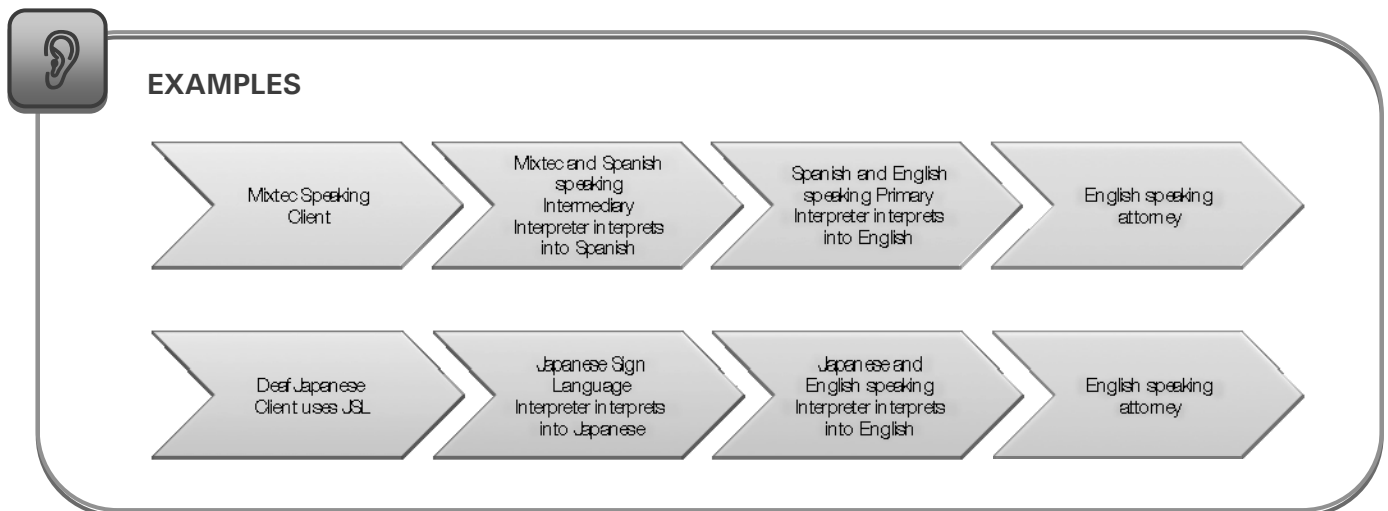 EXAMPLES
Mixtec Speaking
Client
Mixtec and Spanish
speaking
Intermediary
Interpreter interprets
into Spanish
Spanish and English
speaking Primary
Interpreter interprets
into English
English speaking
attorney
Deaf Japanese
Client uses JSL
Japanese Sign
Language
Interpreter interprets
into Japanese
Japanese and
English speaking
Interpreter interprets
into English
English speaking
attorney